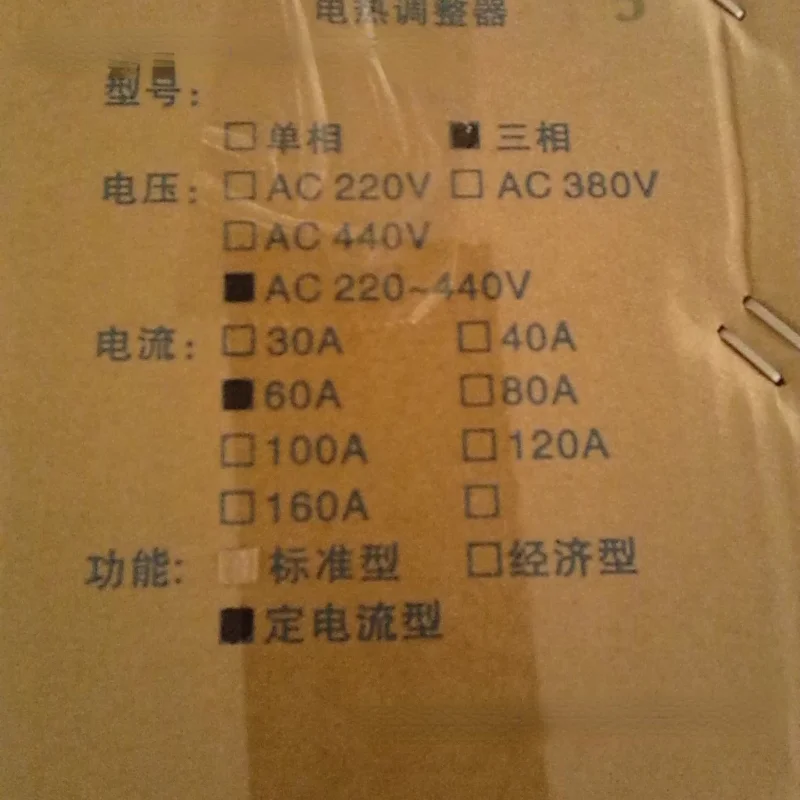 电热调整器 5
型号：
□单相 ■三相
电压：□AC 220V □AC 380V
□AC 440V
■AC 220~440V
电流：□30A □40A
■60A □80A
□100A □120A
□160A □
功能: 标准型 □经济型
■定电流型